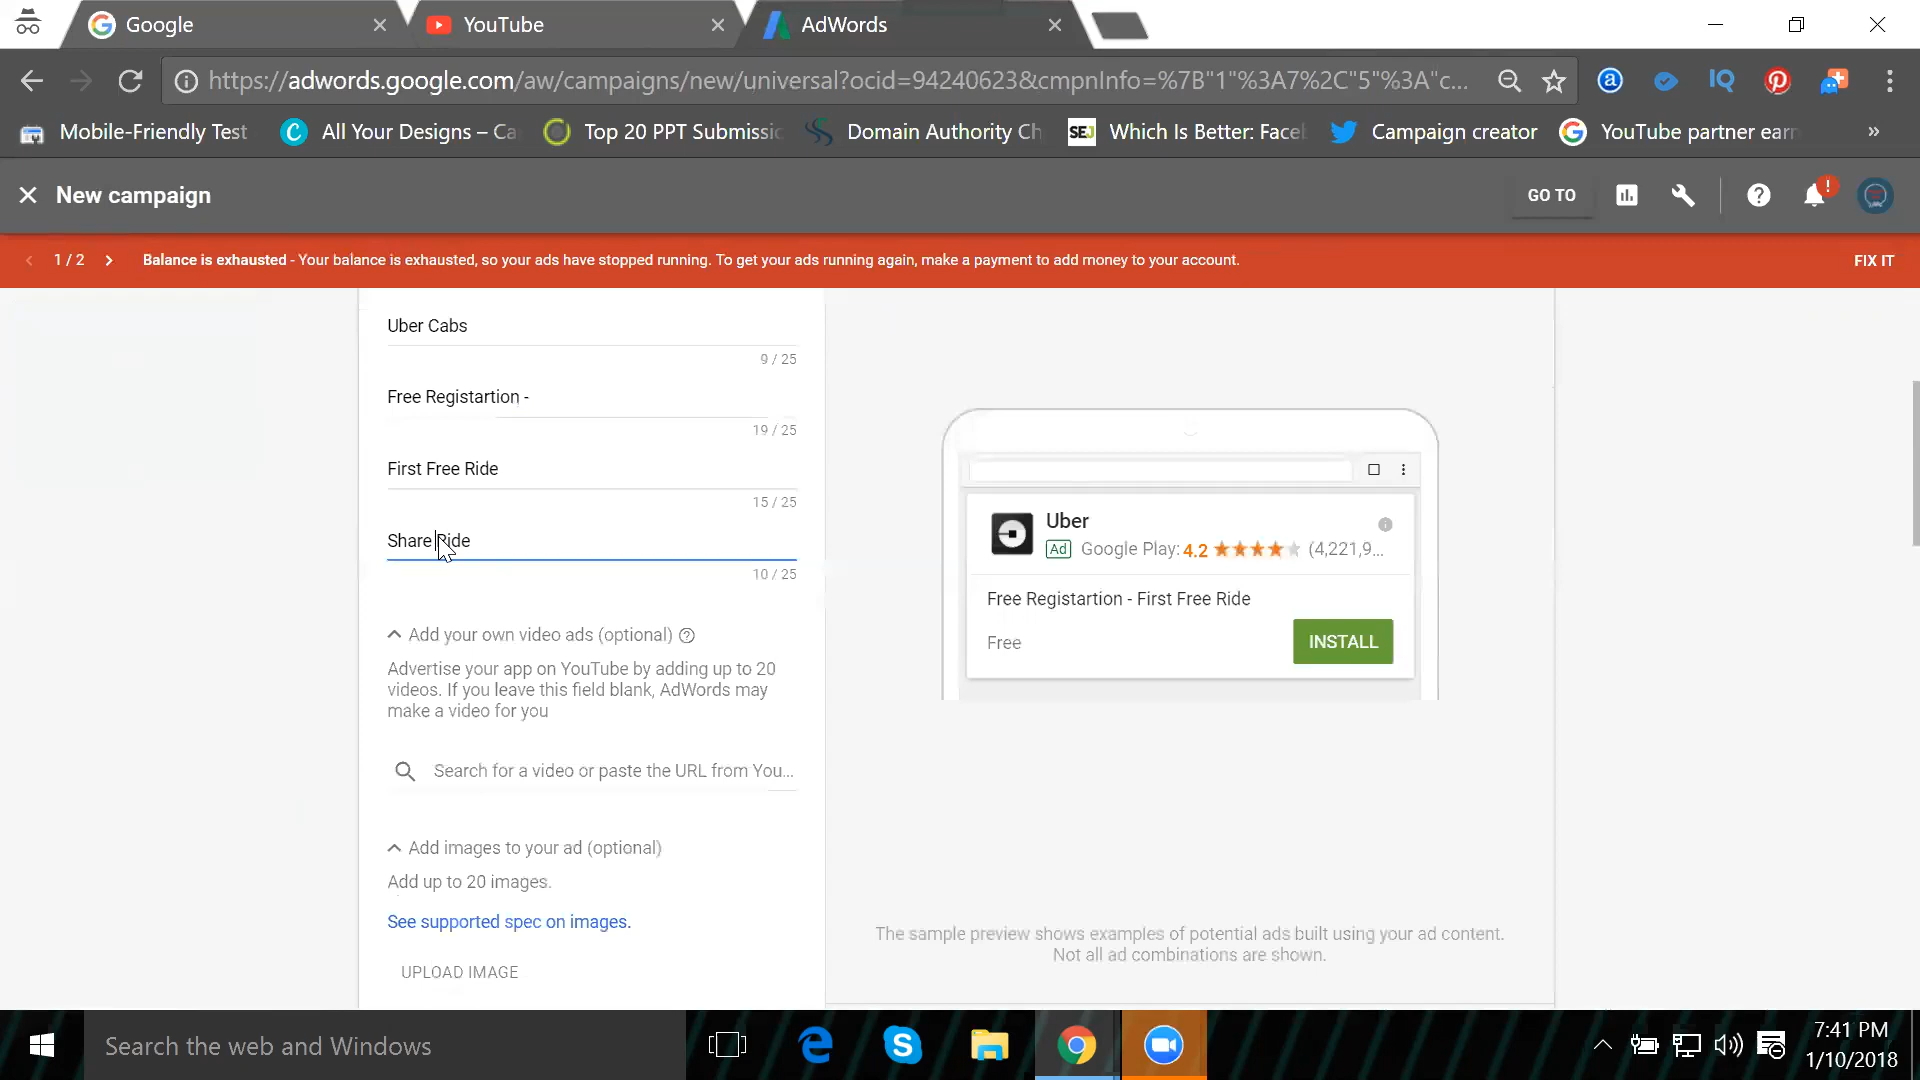 Google
YouTube
AdWords
https://adwords.google.com/aw/campaigns/new/universal?ocid=94240623&cmpnInfo=%7B"1"%3A7%2C"5"%3A"c...
Mobile-Friendly Test
All Your Designs – Ca
Top 20 PPT Submissic
Domain Authority Ch
SEJ
Which Is Better: Faceb
Campaign creator
YouTube partner earn
»
New campaign
GO TO
1 / 2
Balance is exhausted - Your balance is exhausted, so your ads have stopped running. To get your ads running again, make a payment to add money to your account.
FIX IT
Uber Cabs
9 / 25
Free Registartion -
19 / 25
First Free Ride
15 / 25
Share Ride
10 / 25
Add your own video ads (optional)
Advertise your app on YouTube by adding up to 20
videos. If you leave this field blank, AdWords may
make a video for you
Search for a video or paste the URL from You...
Add images to your ad (optional)
Add up to 20 images.
See supported spec on images.
UPLOAD IMAGE
Uber
Ad Google Play: 4.2 (4,221,9...
Free Registartion - First Free Ride
Free
INSTALL
The sample preview shows examples of potential ads built using your ad content.
Not all ad combinations are shown.
Search the web and Windows
7:41 PM
1/10/2018